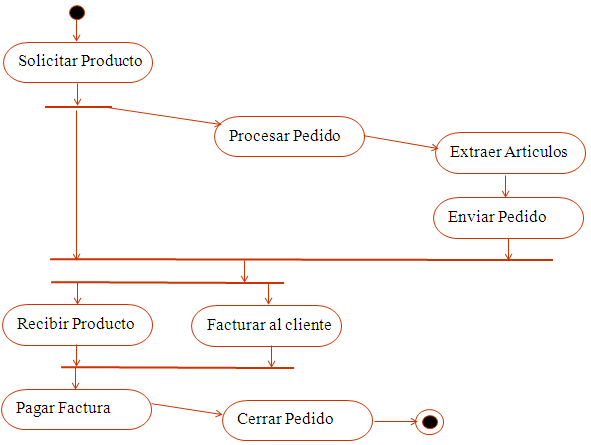 Solicitar Producto
Procesar Pedido
Extraer Articulos
Enviar Pedido
Recibir Producto
Facturar al cliente
Pagar Factura
Cerrar Pedido